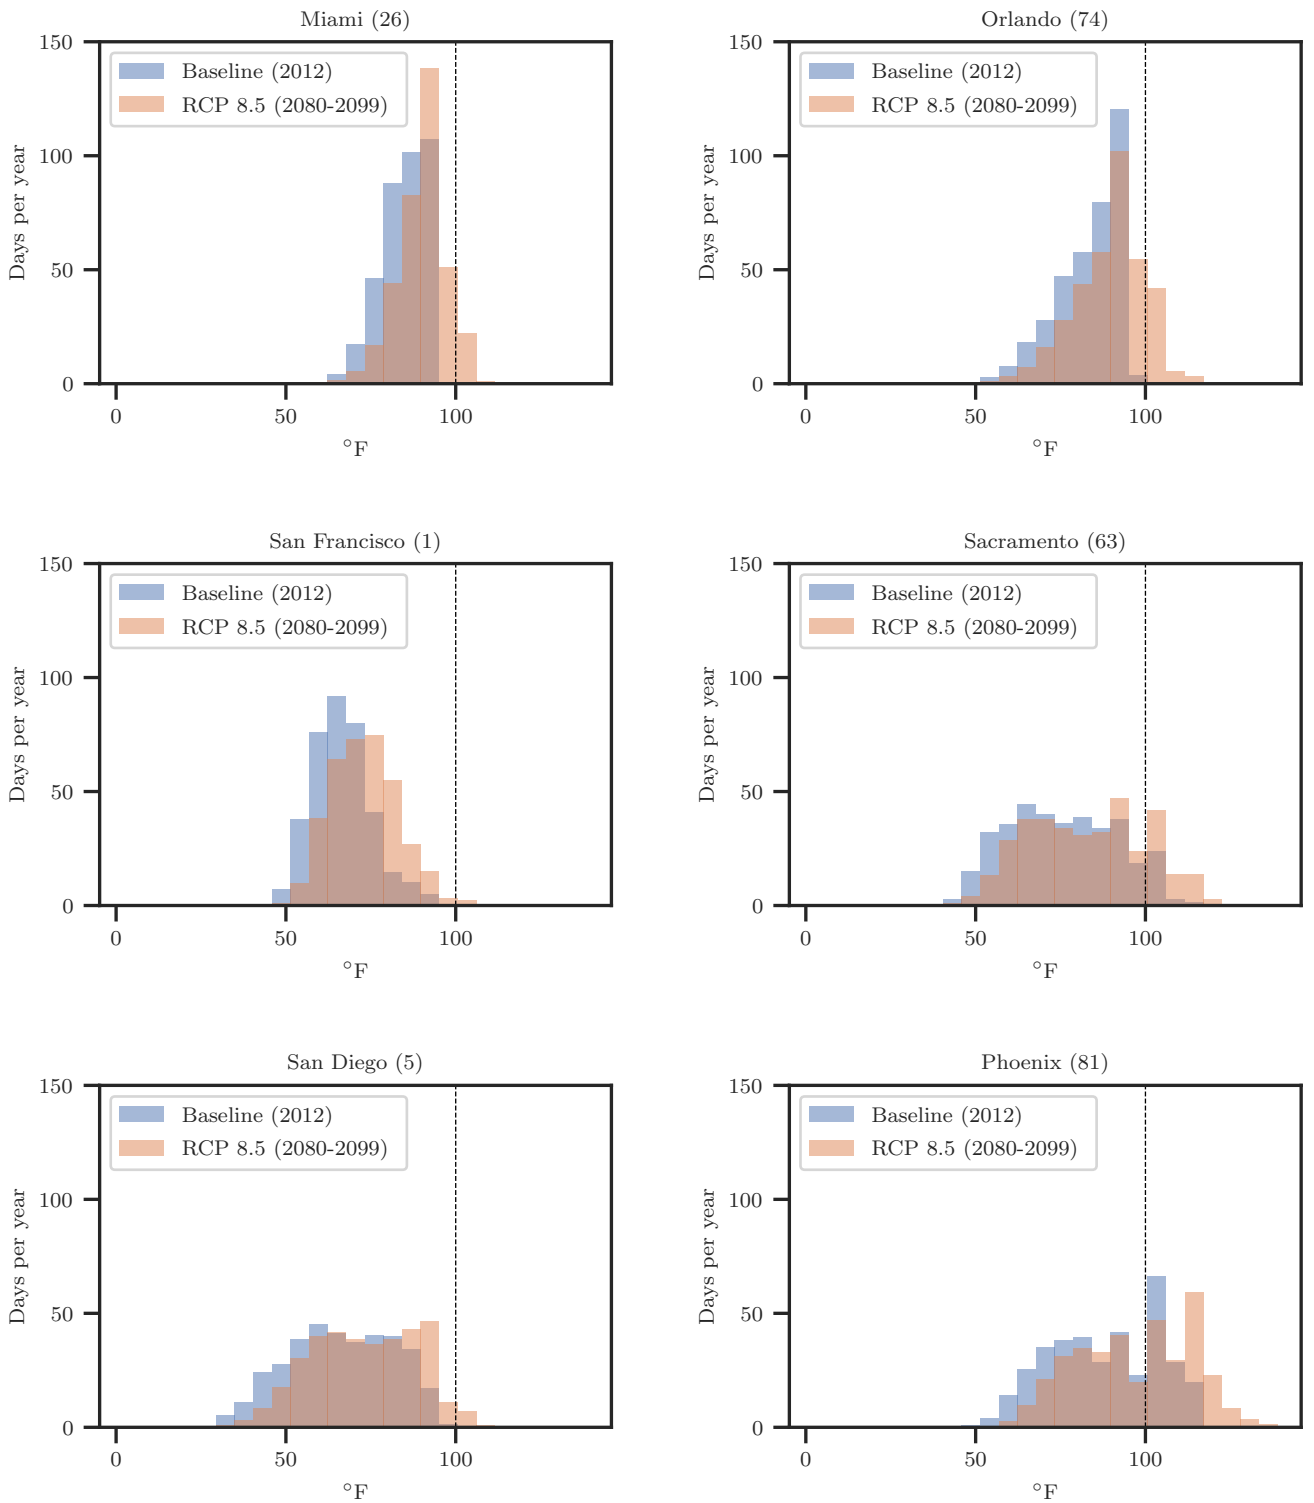 Miami (26)
150
100
50
0
Days per year
Baseline (2012)
RCP 8.5 (2080-2099)
0 50 100
°F
Orlando (74)
150
100
50
0
Days per year
Baseline (2012)
RCP 8.5 (2080-2099)
0 50 100
°F
San Francisco (1)
150
100
50
0
Days per year
Baseline (2012)
RCP 8.5 (2080-2099)
0 50 100
°F
Sacramento (63)
150
100
50
0
Days per year
Baseline (2012)
RCP 8.5 (2080-2099)
0 50 100
°F
San Diego (5)
150
100
50
0
Days per year
Baseline (2012)
RCP 8.5 (2080-2099)
0 50 100
°F
Phoenix (81)
150
100
50
0
Days per year
Baseline (2012)
RCP 8.5 (2080-2099)
0 50 100
°F